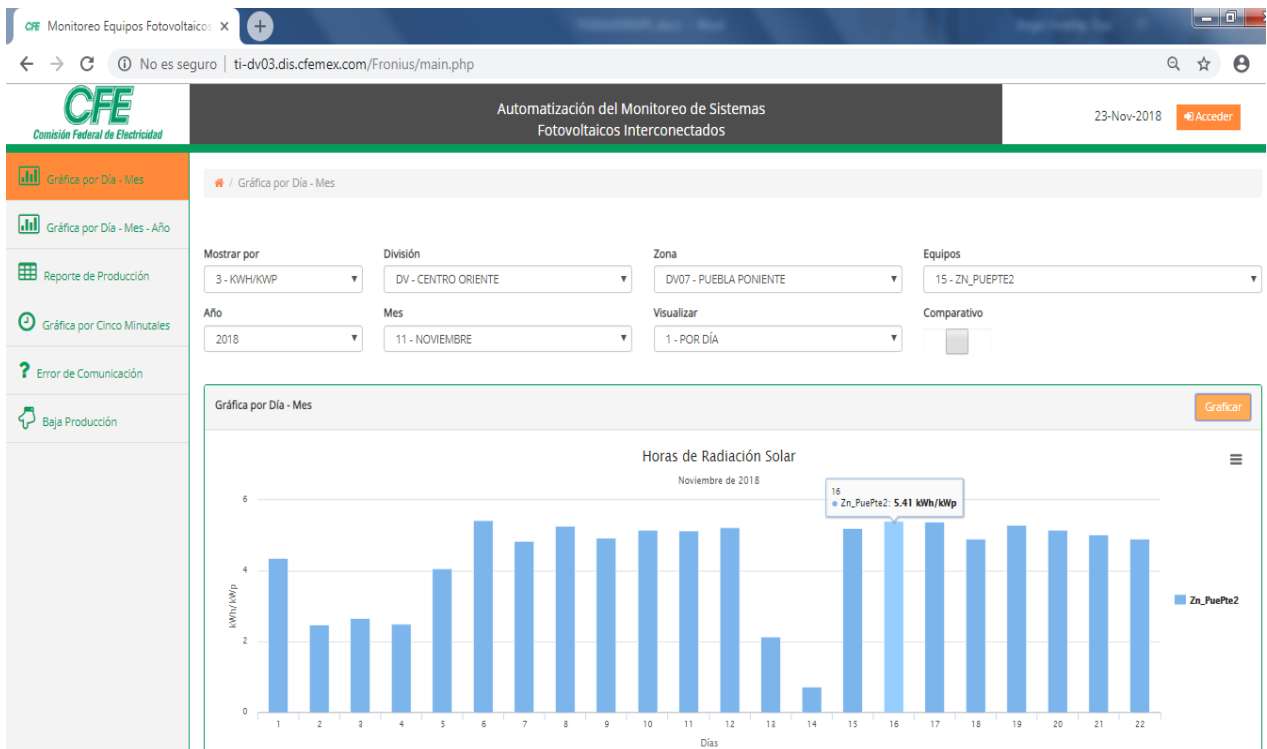 CFE Monitoreo Equipos Fotovoltaicos
No es seguro | ti-dv03.dis.cfemex.com/Fronius/main.php
CFE
Comisión Federal de Electricidad
Automatización del Monitoreo de Sistemas
Fotovoltaicos Interconectados
23-Nov-2018
Acceder
Gráfica por Día - Mes
Gráfica por Día - Mes - Año
Reporte de Producción
Gráfica por Cinco Minutales
? Error de Comunicación
Baja Producción
/ Gráfica por Día - Mes
Mostrar por División Zona Equipos
3 - KWH/KWP DV - CENTRO ORIENTE DV07 - PUEBLA PONIENTE 15 - ZN_PUEPTE2
Año Mes Visualizar Comparativo
2018 11 - NOVIEMBRE 1 - POR DÍA
Gráfica por Día - Mes
Graficar
Horas de Radiación Solar
Noviembre de 2018
16
Zn_PuePte2: 5.41 kWh/kWp
6
4
2
0
kWh/kWp
Zn_PuePte2
1 2 3 4 5 6 7 8 9 10 11 12 13 14 15 16 17 18 19 20 21 22
Días